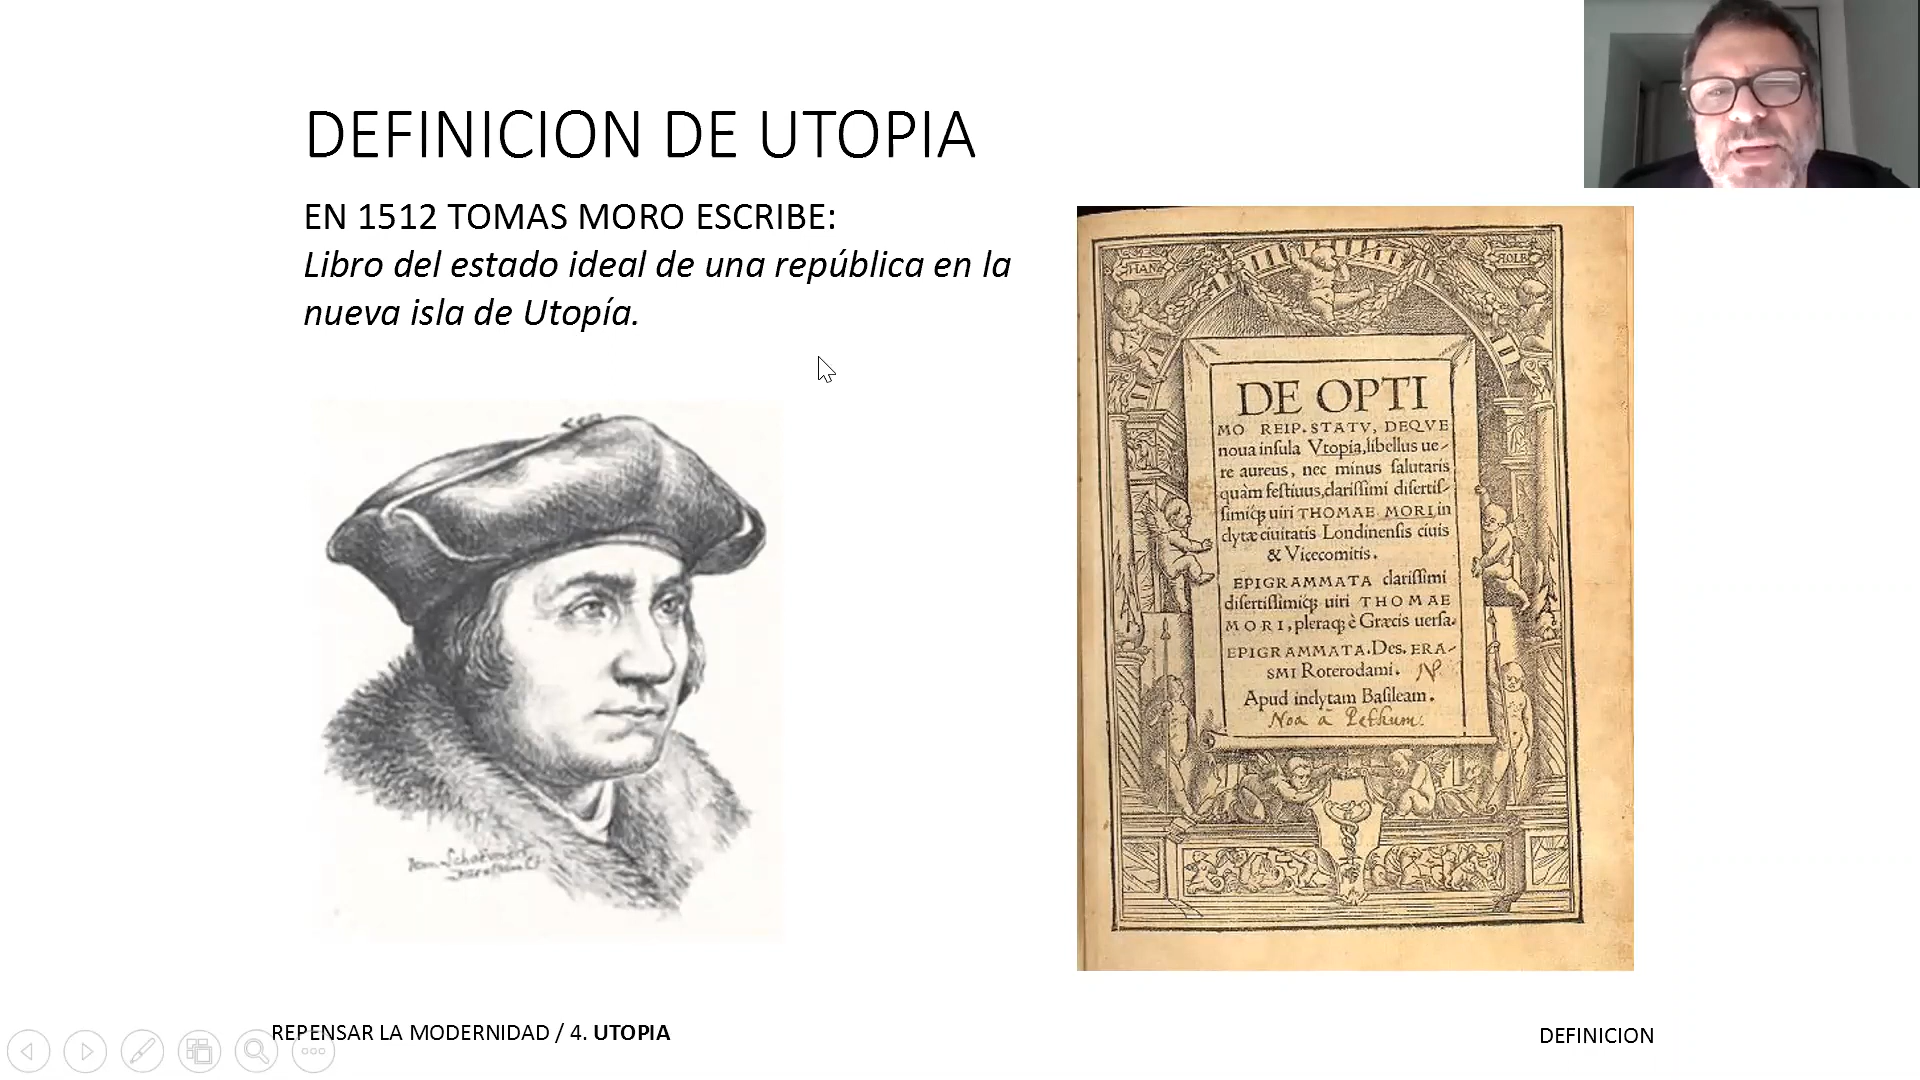 DEFINICION DE UTOPIA
EN 1512 TOMAS MORO ESCRIBE:
Libro del estado ideal de una república en la
nueva isla de Utopía.
HAN
HOLB
DE OPTI
MO REIP. STATV, DEQVE
noua inſula Vtopia, libellus ue-
re aureus, nec minus ſalutaris
quàm feſtiuus, clariſſimi diſertiſ-
ſimiq́ꝫ uiri THOMAE MORI in
clytæ ciuitatis Londinenſis ciuis
& Vicecomitis.
EPIGRAMMATA clariſſimi
diſertiſſimiq́ꝫ uiri THOMAE
MORI, pleraq́ꝫ è Græcis uerſa.
EPIGRAMMATA. Des. ERA-
SMI Roterodami.
Apud inclytam Baſileam.
REPENSAR LA MODERNIDAD / 4. UTOPIA
DEFINICION